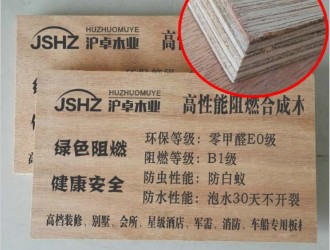 HUZHUOMUYE
JSHZ 沪卓木业 高
HUZHUOMUYE
JSHZ 沪卓木业 高性能阻燃合成木
绿色阻燃
健康安全
环保等级：零甲醛E0级
阻燃等级：B1级
防虫性能：防白蚁
防水性能：泡水30天不开裂
高档装修、别墅、会所、星级酒店、军需、消防、车船专用板材